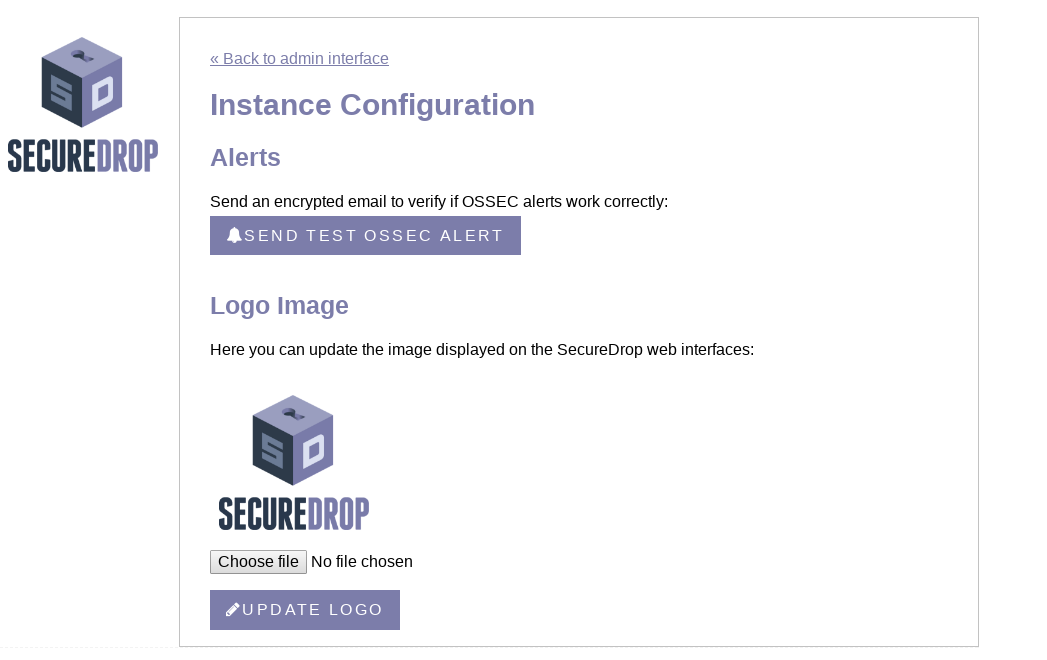 SD
SECUREDROP
« Back to admin interface
Instance Configuration
Alerts
Send an encrypted email to verify if OSSEC alerts work correctly:
SEND TEST OSSEC ALERT
Logo Image
Here you can update the image displayed on the SecureDrop web interfaces:
SD
SECUREDROP
Choose file No file chosen
UPDATE LOGO